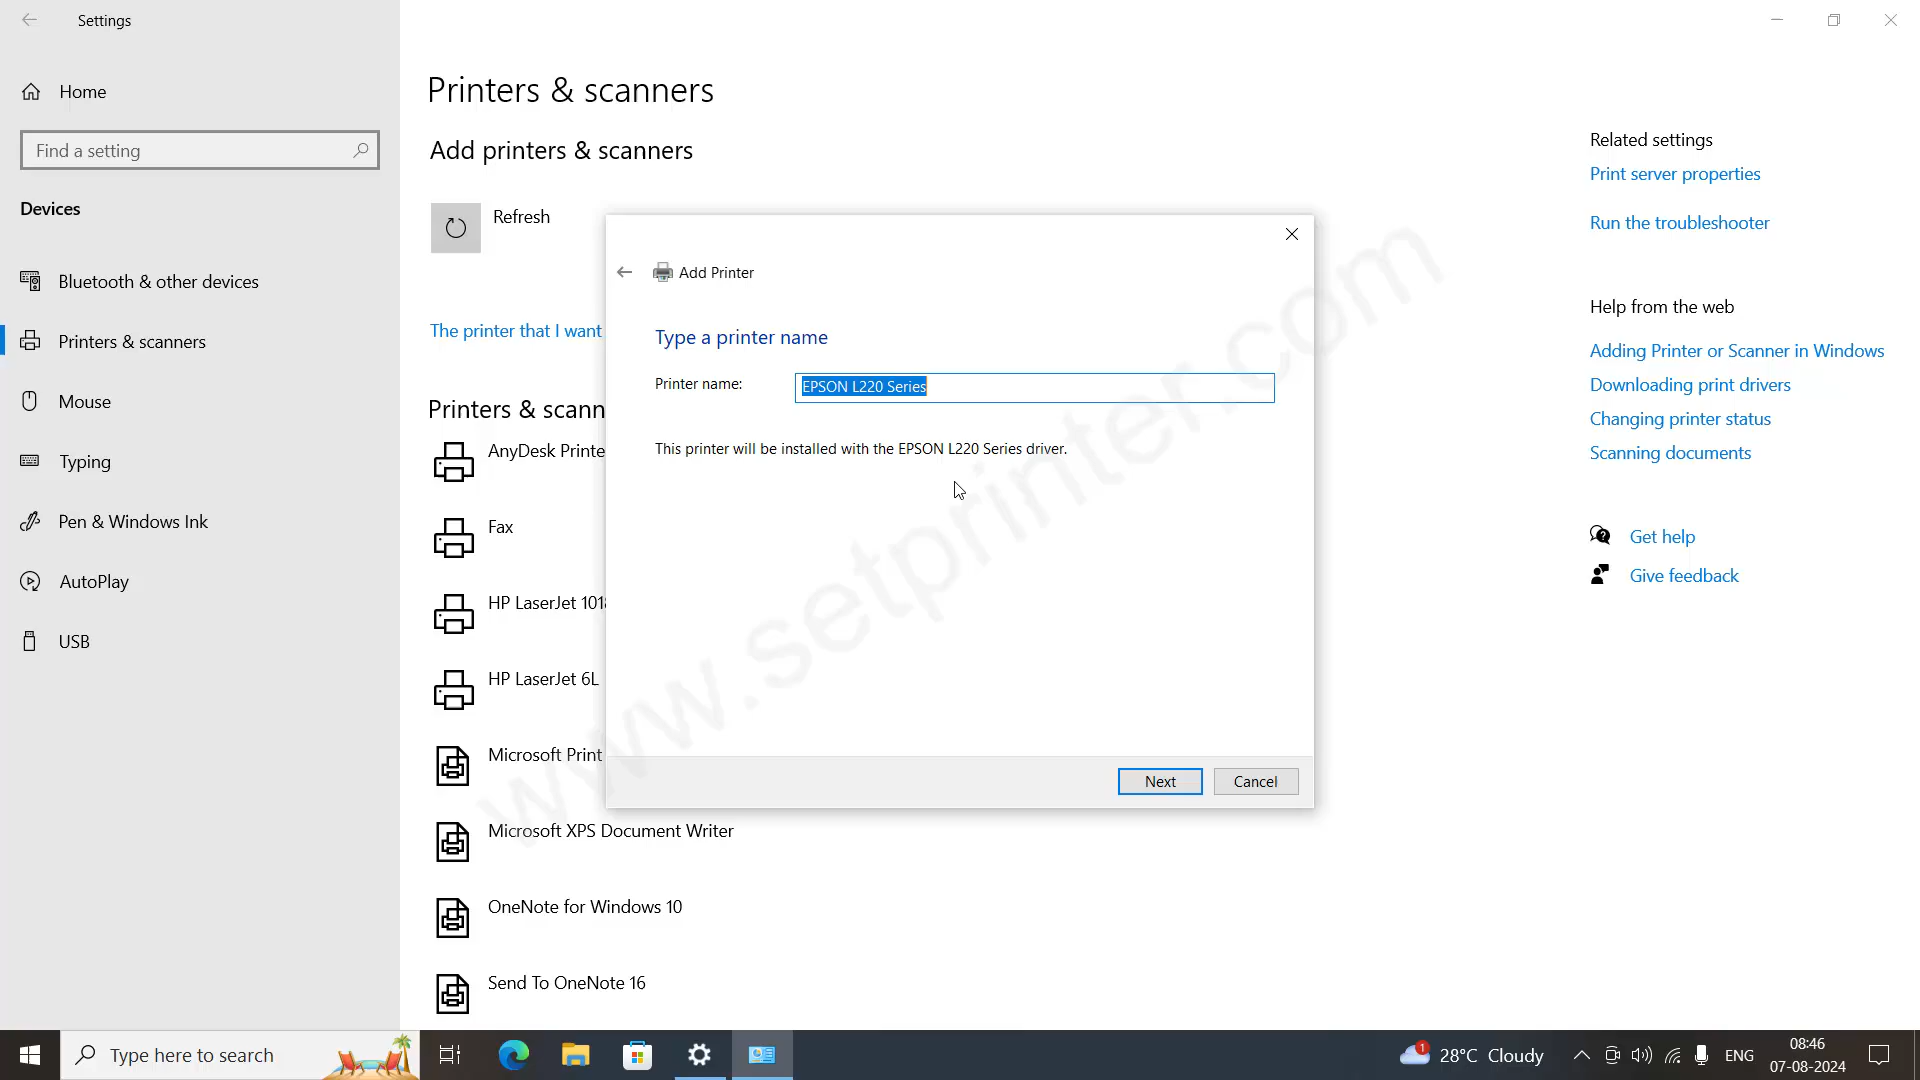 Settings
Home
Find a setting
Devices
Bluetooth & other devices
Printers & scanners
Mouse
Typing
Pen & Windows Ink
AutoPlay
USB
Printers & scanners
Add printers & scanners
Refresh
The printer that I want
Printers & scann
AnyDesk Printe
Fax
HP LaserJet 1018
HP LaserJet 6L
Microsoft Print
Microsoft XPS Document Writer
OneNote for Windows 10
Send To OneNote 16
Add Printer
Type a printer name
Printer name:
EPSON L220 Series
This printer will be installed with the EPSON L220 Series driver.
Next
Cancel
www.setprinter.com
Related settings
Print server properties
Run the troubleshooter
Help from the web
Adding Printer or Scanner in Windows
Downloading print drivers
Changing printer status
Scanning documents
Get help
Give feedback
Type here to search
1
28°C Cloudy
ENG
08:46
07-08-2024